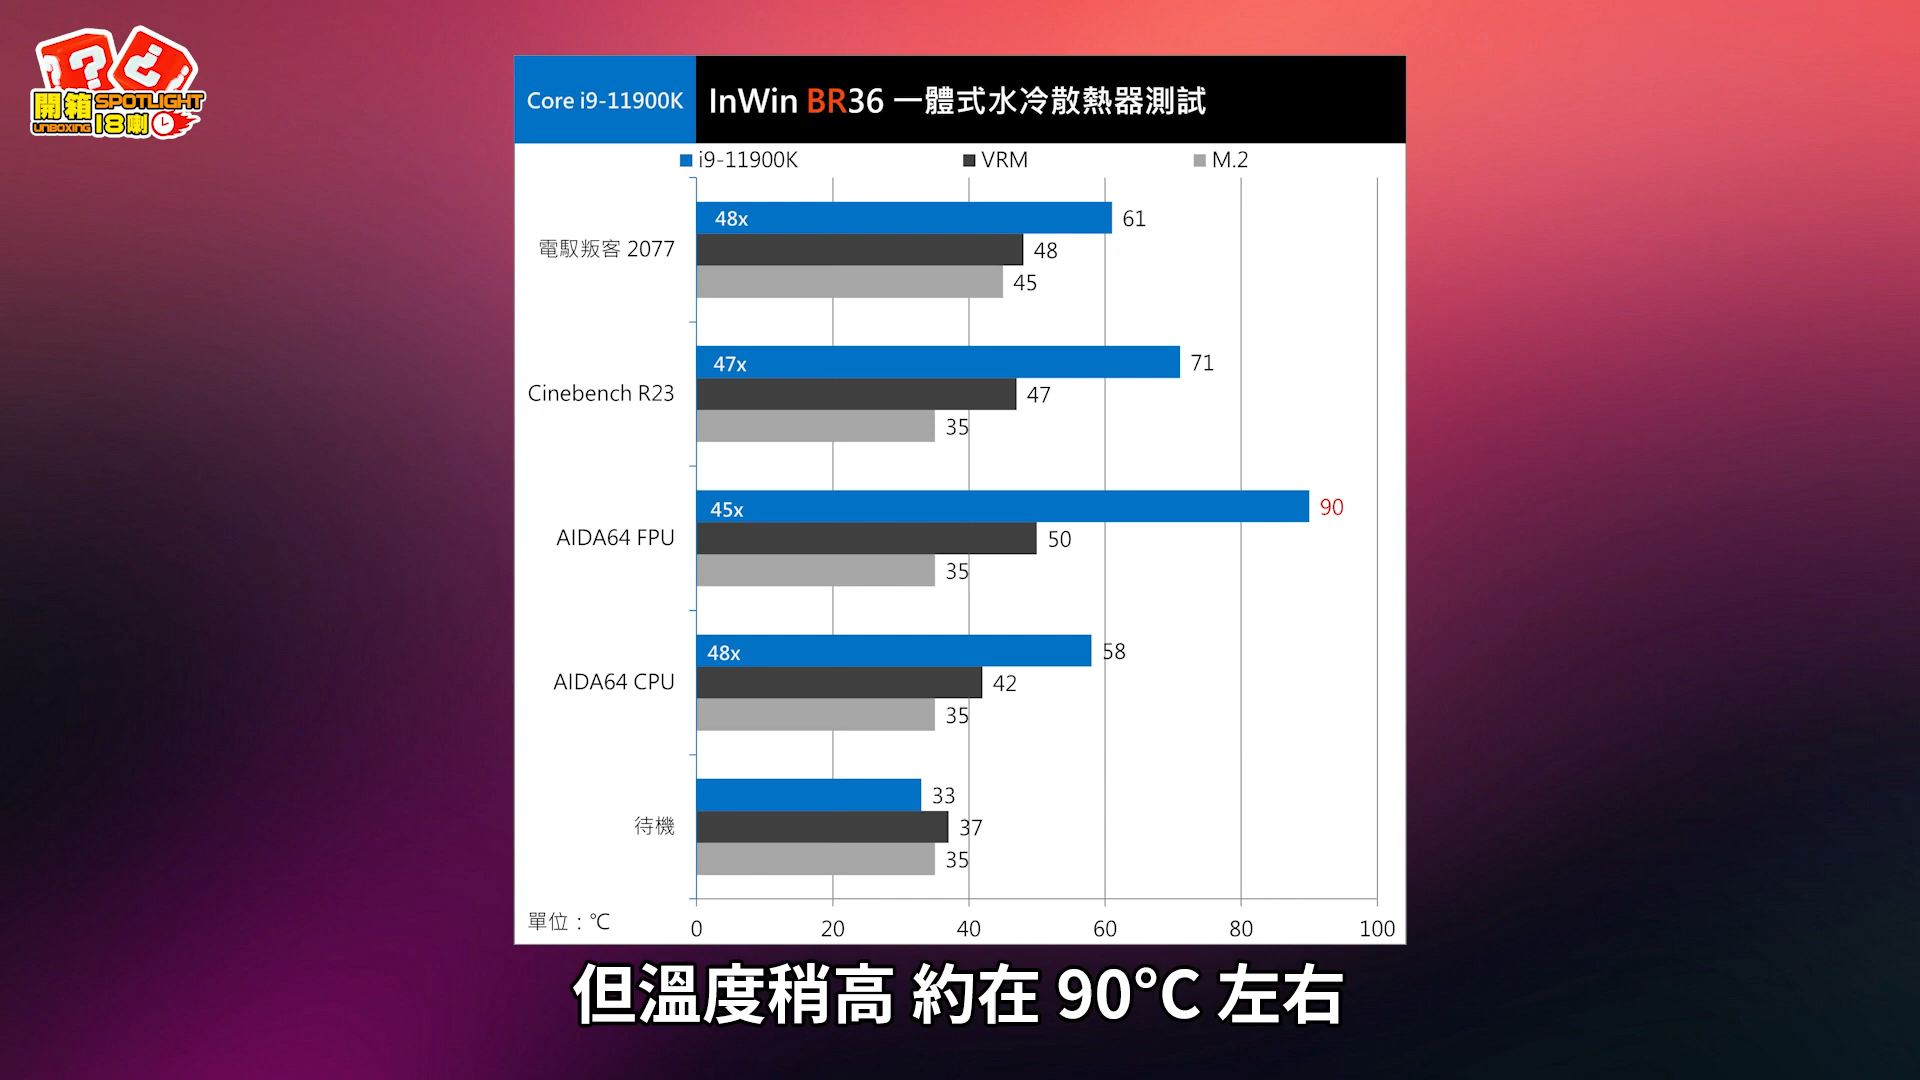 開箱 SPOTLIGHT
UNBOXING 18喇
Core i9-11900K
InWin BR36 一體式水冷散熱器測試
i9-11900K VRM M.2
電馭叛客 2077
48x 61
48
45
Cinebench R23
47x 71
47
35
AIDA64 FPU
45x 90
50
35
AIDA64 CPU
48x 58
42
35
待機
33
37
35
單位：℃
0 20 40 60 80 100
但溫度稍高 約在 90°C 左右